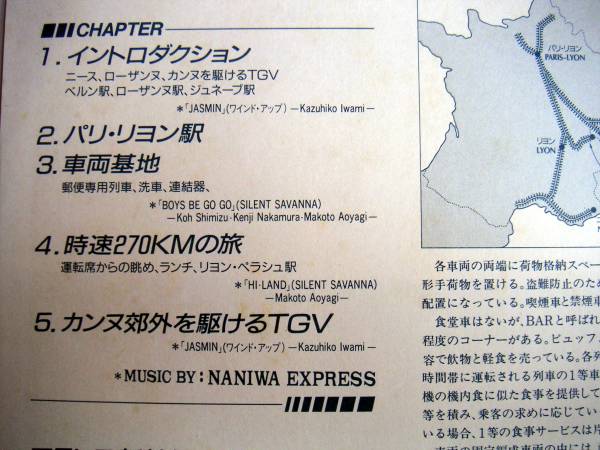 CHAPTER
1. イントロダクション
ニース、ローザンヌ、カンヌを駆けるTGV
ベルン駅、ローザンヌ駅、ジュネーブ駅
*「JASMIN」(ワインド・アップ) —Kazuhiko Iwami—
2. パリ・リヨン駅
3. 車両基地
郵便専用列車、洗車、連結器、
*「BOYS BE GO GO」(SILENT SAVANNA)
—Koh Shimizu·Kenji Nakamura·Makoto Aoyagi—
4. 時速270KMの旅
運転席からの眺め、ランチ、リヨン・ペラシュ駅
*「HI-LAND」(SILENT SAVANNA)
—Makoto Aoyagi—
5. カンヌ郊外を駆けるTGV
*「JASMIN」(ワインド・アップ) —Kazuhiko Iwami—
*MUSIC BY: NANIWA EXPRESS
パリ・リヨン
PARIS-LYON
リヨン
LYON
各車両の両端に荷物格納スペー
形手荷物を置ける。盗難防止のため
配置になっている。喫煙車と禁煙車
食堂車はないが、BARと呼ばれ
程度のコーナーがある。ビュッフェ
容で飲物と軽食を売っている。各列
時間帯に運転される列車の1等車
機の機内食に似た食事を提供して
等を積み、乗客の求めに応じてい
いる場合、1等の食事サービスは片